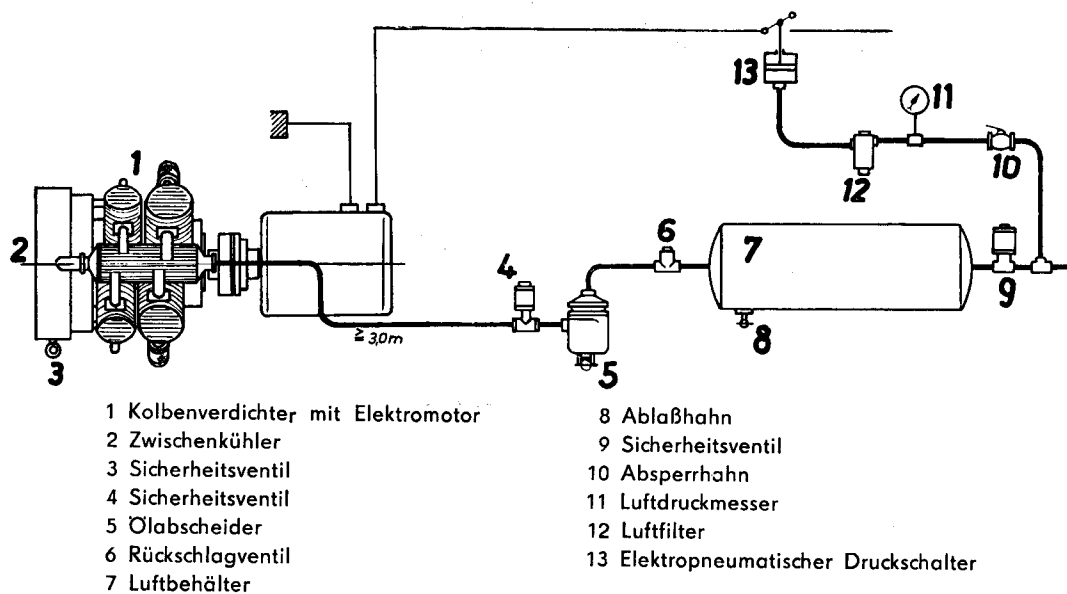 13
11
10
12
1
2
3
4
5
6
7
8
9
≧ 3,0m
1 Kolbenverdichter mit Elektromotor
2 Zwischenkühler
3 Sicherheitsventil
4 Sicherheitsventil
5 Ölabscheider
6 Rückschlagventil
7 Luftbehälter
8 Ablaßhahn
9 Sicherheitsventil
10 Absperrhahn
11 Luftdruckmesser
12 Luftfilter
13 Elektropneumatischer Druckschalter